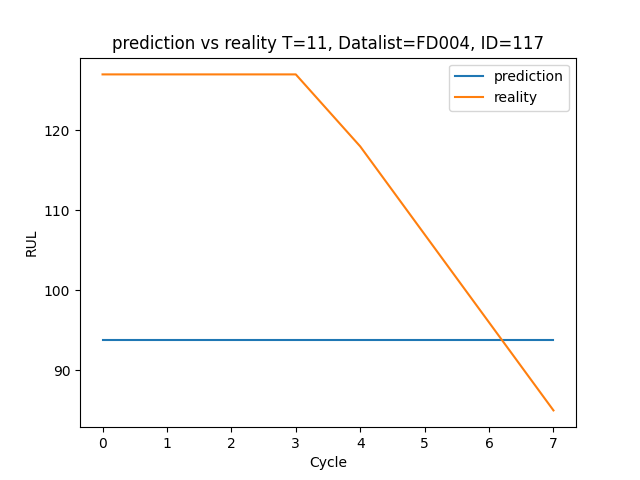 prediction vs reality T=11, Datalist=FD004, ID=117
prediction
reality
120
110
100
90
RUL
0 1 2 3 4 5 6 7
Cycle